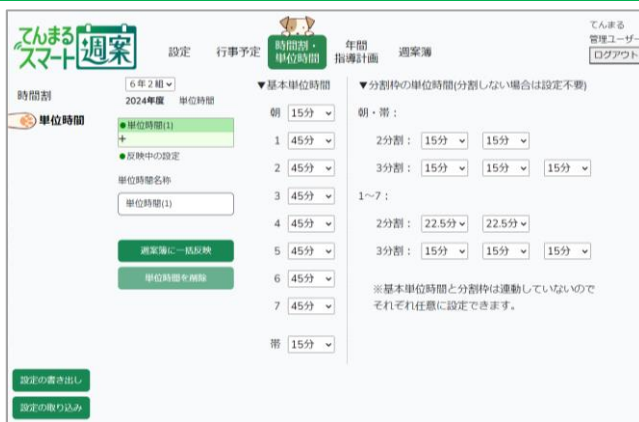 てんまる
スマート週案
設定
行事予定
時間割・
単位時間
年間
指導計画
週案簿
てんまる
管理ユーザー
ログアウト
時間割
単位時間
6年2組
2024年度 単位時間
●単位時間(1)
+
●反映中の設定
単位時間名称
単位時間(1)
週案簿に一括反映
単位時間を削除
設定の書き出し
設定の取り込み
▼基本単位時間
朝 15分
1 45分
2 45分
3 45分
4 45分
5 45分
6 45分
7 45分
帯 15分
▼分割枠の単位時間(分割しない場合は設定不要)
朝・帯:
2分割: 15分 15分
3分割: 15分 15分 15分
1～7:
2分割: 22.5分 22.5分
3分割: 15分 15分 15分
※基本単位時間と分割枠は連動していないので
それぞれ任意に設定できます。